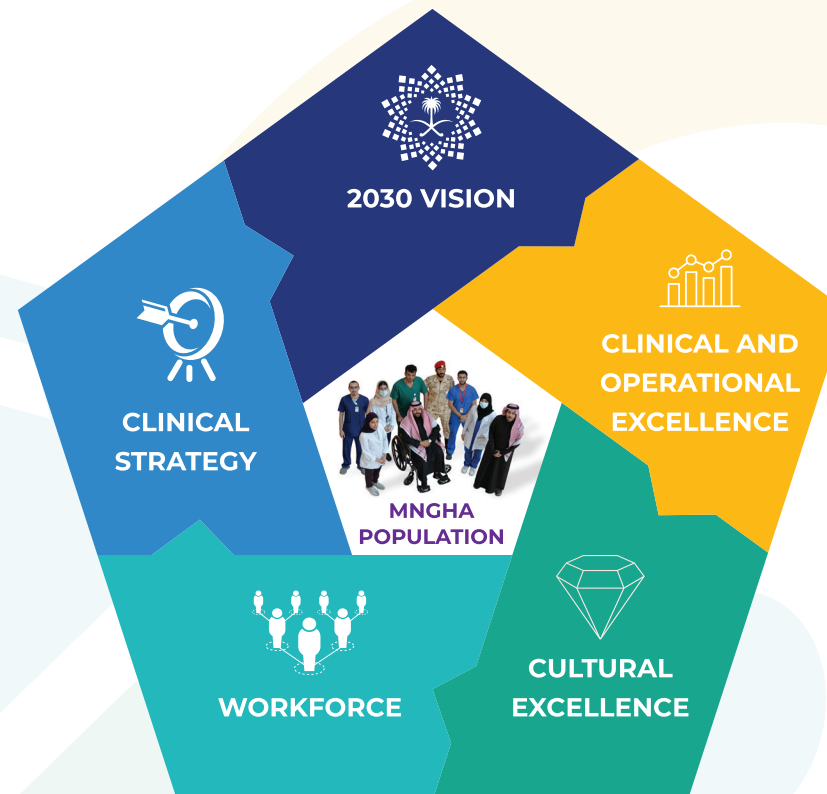 2030 VISION
CLINICAL AND
OPERATIONAL
EXCELLENCE
CLINICAL
STRATEGY
MNGHA
POPULATION
CULTURAL
EXCELLENCE
WORKFORCE